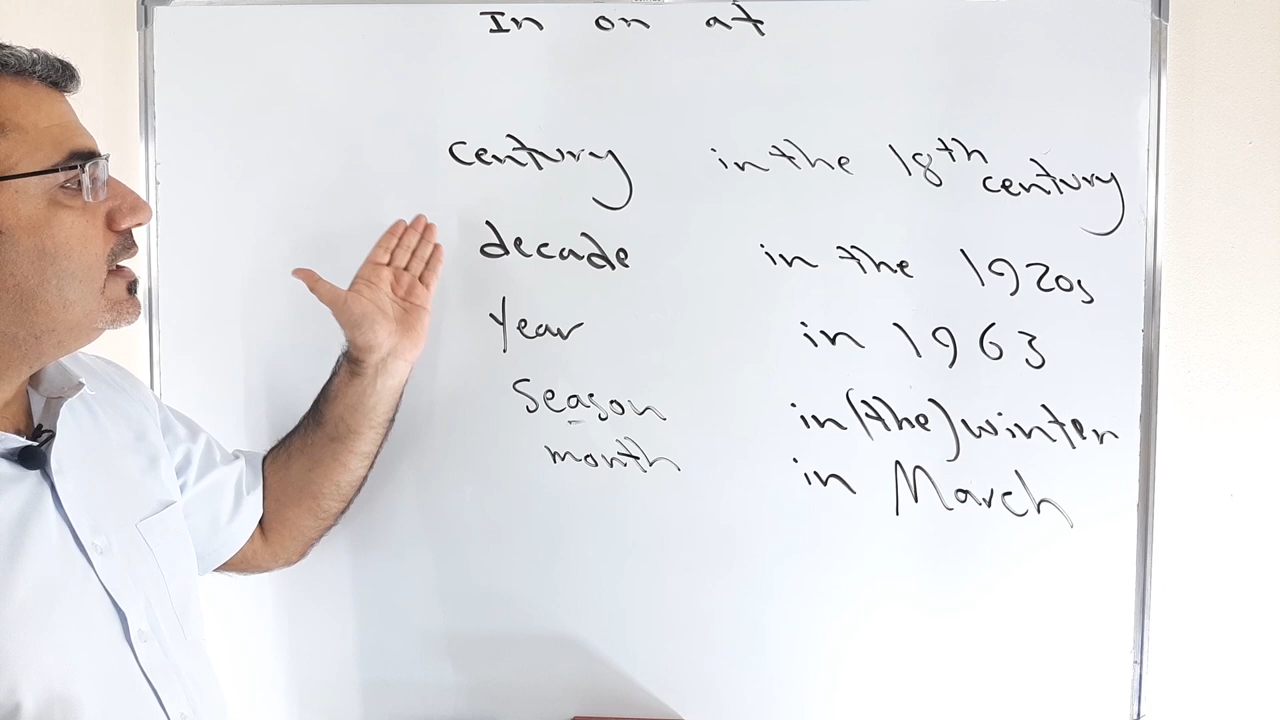 In on at
century in the 18th century
decade in the 1920s
year in 1963
season in (the) winter
month in March